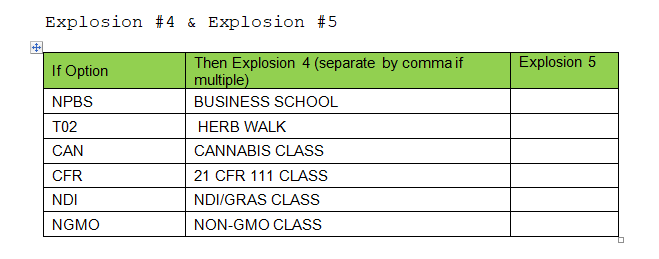 Explosion #4 & Explosion #5
If Option Then Explosion 4 (separate by comma if multiple) Explosion 5
NPBS BUSINESS SCHOOL
T02 HERB WALK
CAN CANNABIS CLASS
CFR 21 CFR 111 CLASS
NDI NDI/GRAS CLASS
NGMO NON-GMO CLASS